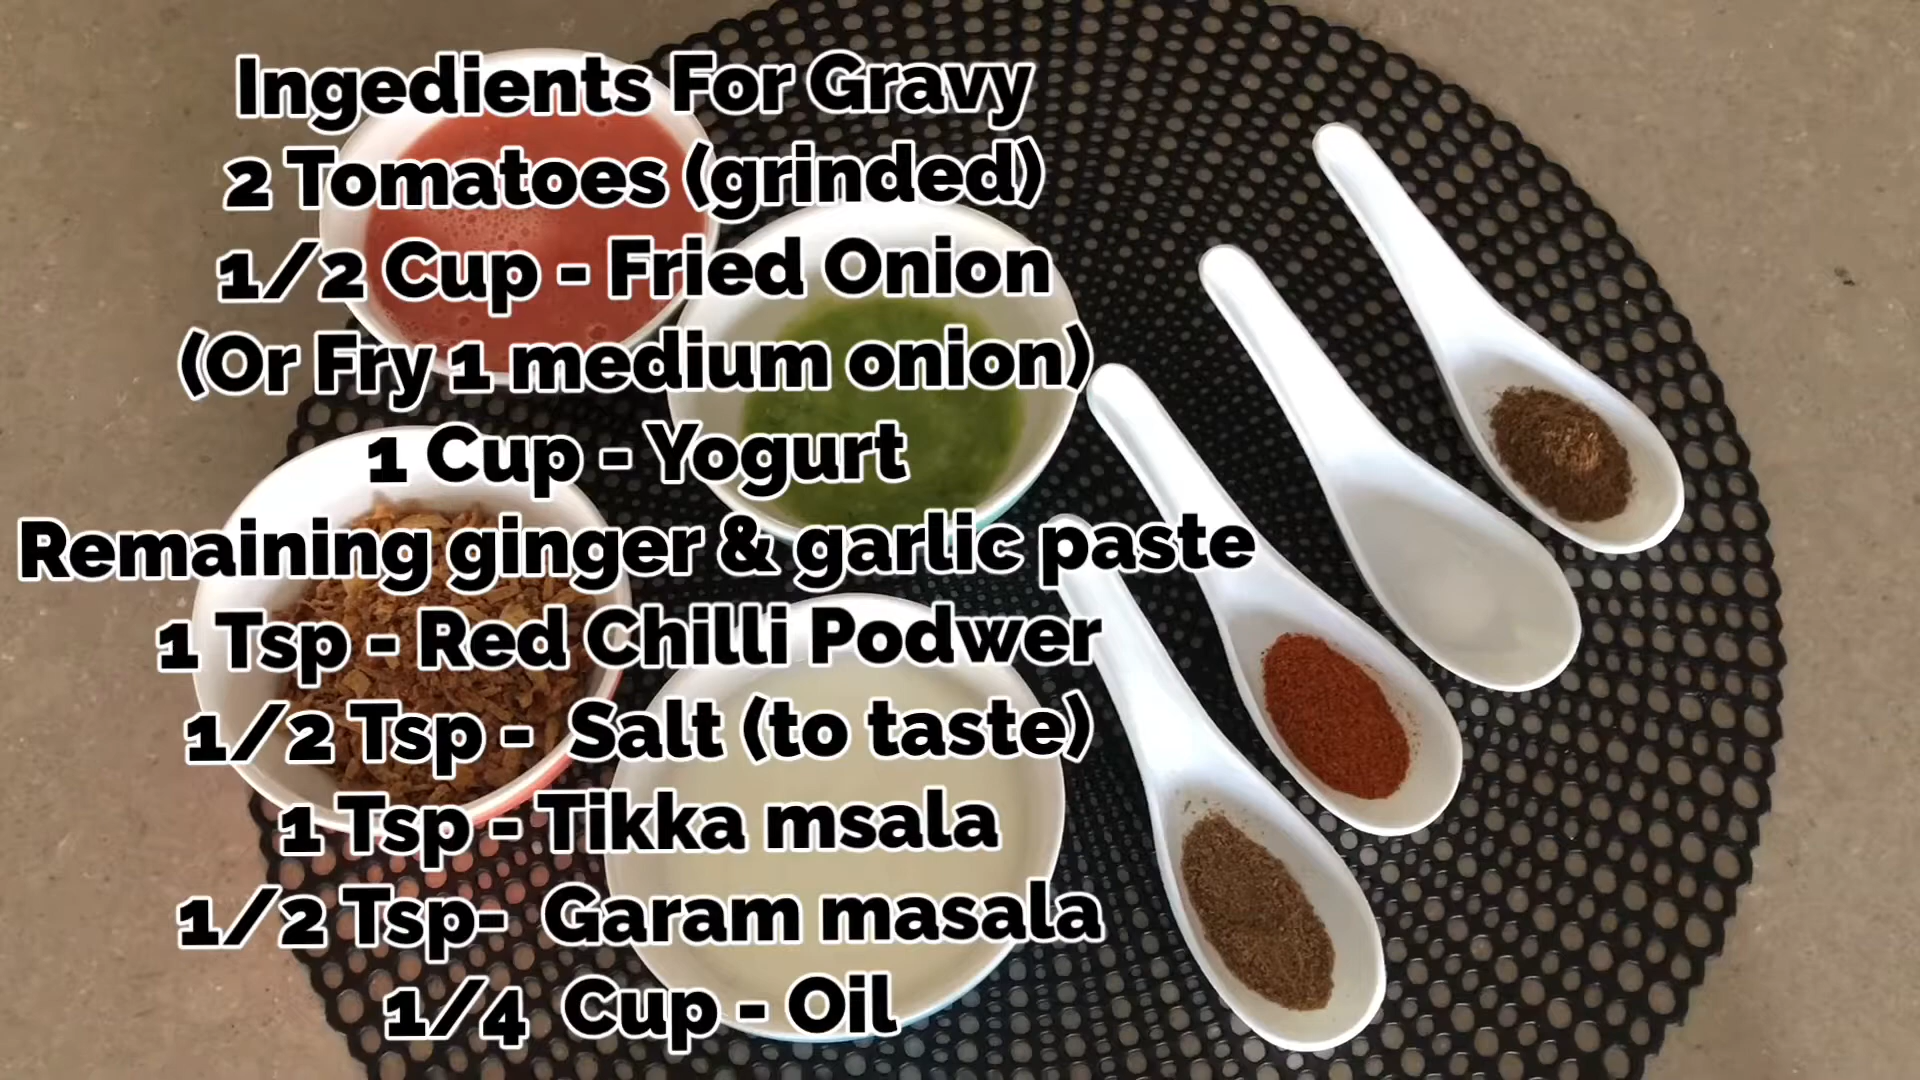 Ingedients For Gravy
2 Tomatoes (grinded)
1/2 Cup - Fried Onion
(Or Fry 1 medium onion)
1 Cup - Yogurt
Remaining ginger & garlic paste
1 Tsp - Red Chilli Podwer
1/2 Tsp -  Salt (to taste)
1 Tsp - Tikka msala
1/2 Tsp-  Garam masala
1/4  Cup - Oil